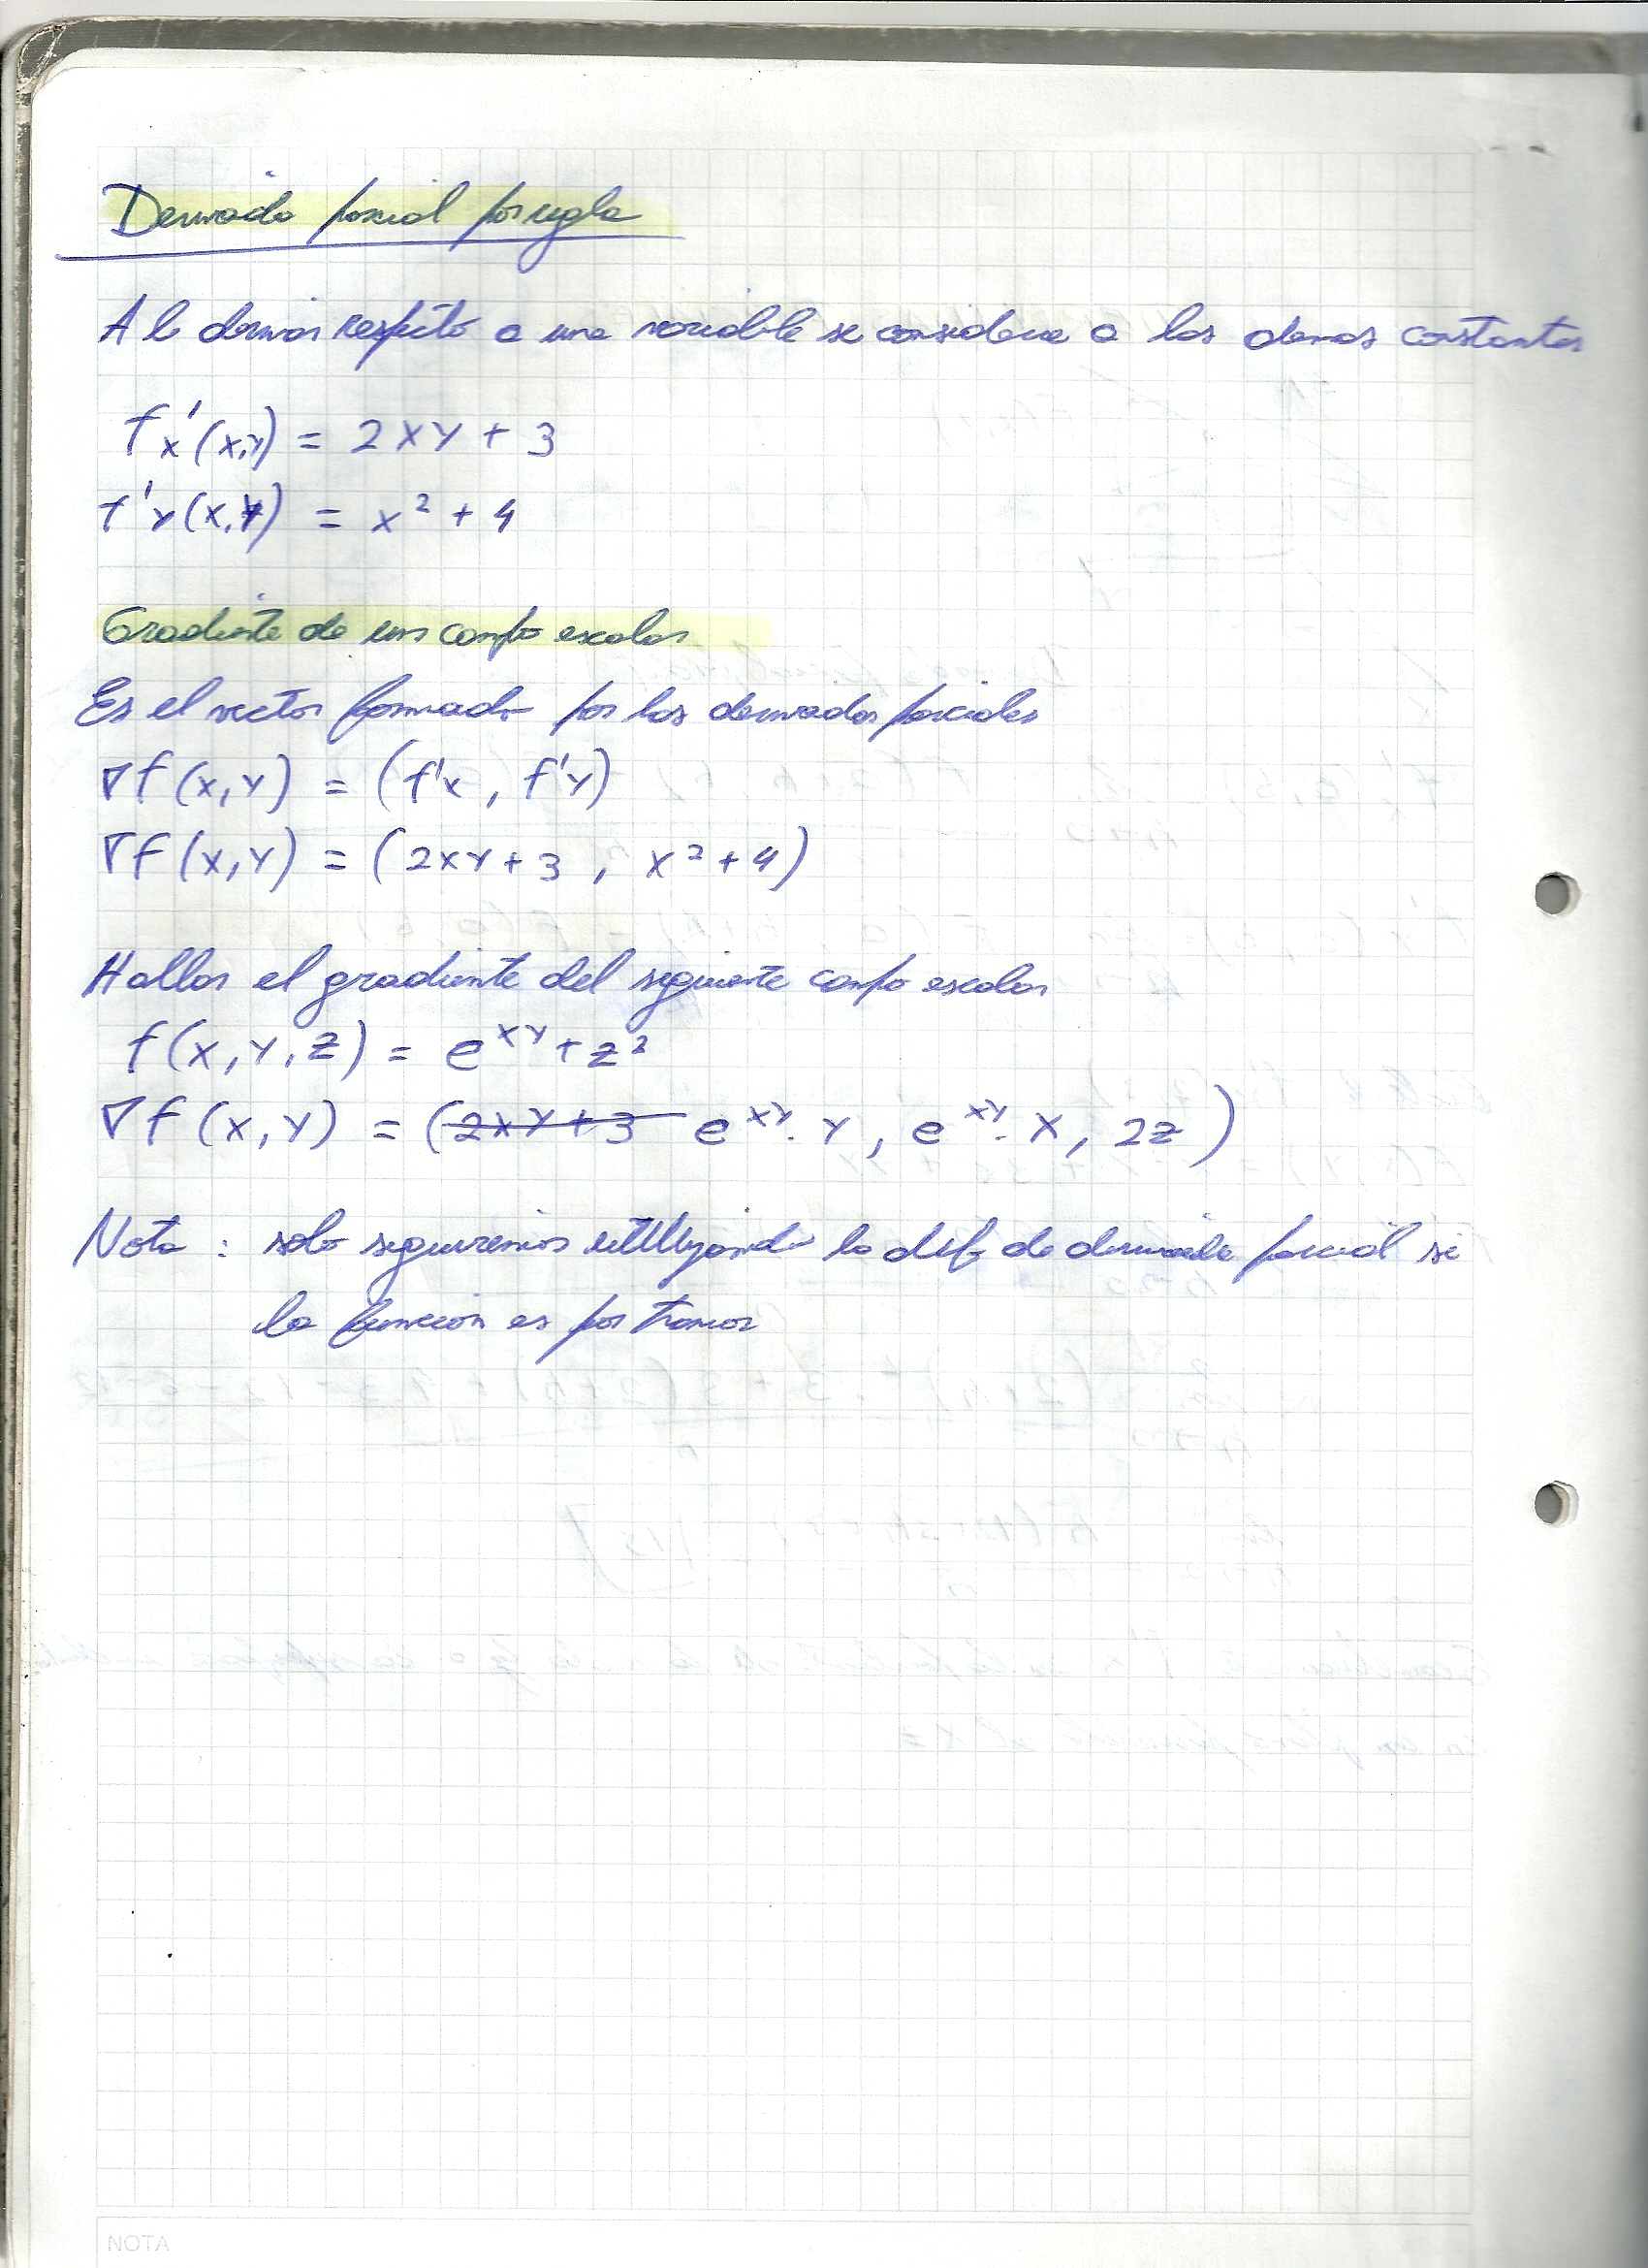 Derivada parcial por regla
Al derivar respecto a una variable se considera a las demas constantes
f'x(x,y) = 2xy + 3
f'y(x,y) = x² + 4
Gradiente de un campo escalar
Es el vector formado por las derivadas parciales
∇f(x,y) = (f'x, f'y)
∇f(x,y) = (2xy+3, x²+4)
Hallar el gradiente del siguiente campo escalar
f(x,y,z) = e^xy + z²
∇f(x,y) = (2xy+3 e^xy. y, e^xy. x, 2z)
Nota: solo seguiremos utilizando la def de derivada parcial si
la función es por tramos
NOTA